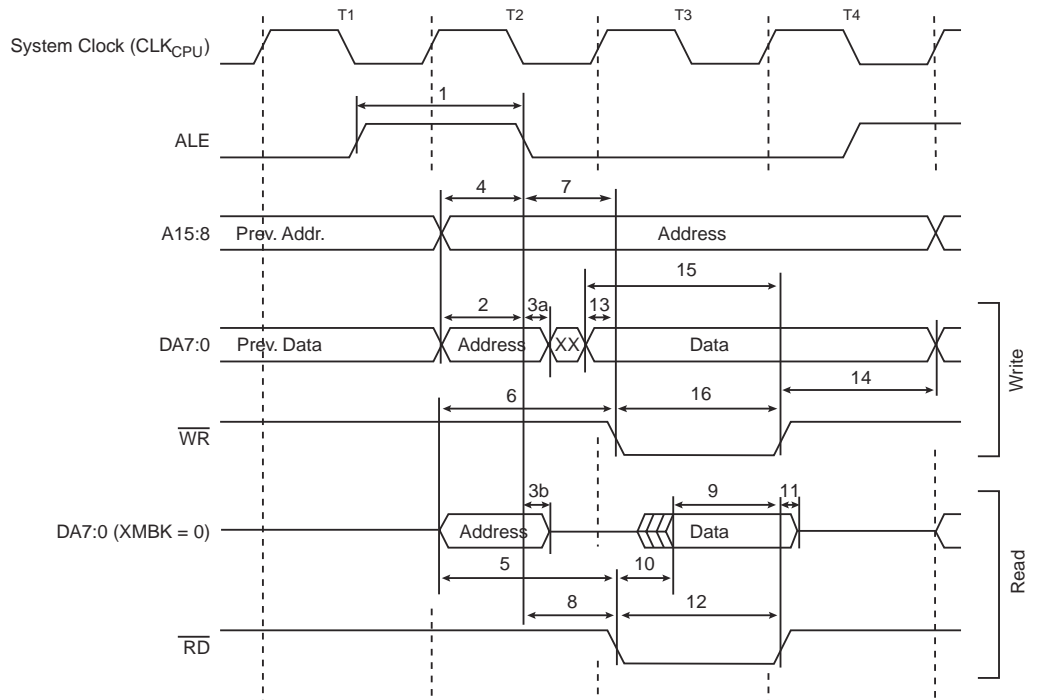 T1 T2 T3 T4
System Clock (CLKCPU)
1
ALE
4 7
A15:8 Prev. Addr. Address
15
2 3a 13
DA7:0 Prev. Data Address XX Data
14
6 16
WR
Write
3b 9 11
DA7:0 (XMBK = 0) Address Data
5 10
8 12
RD
Read